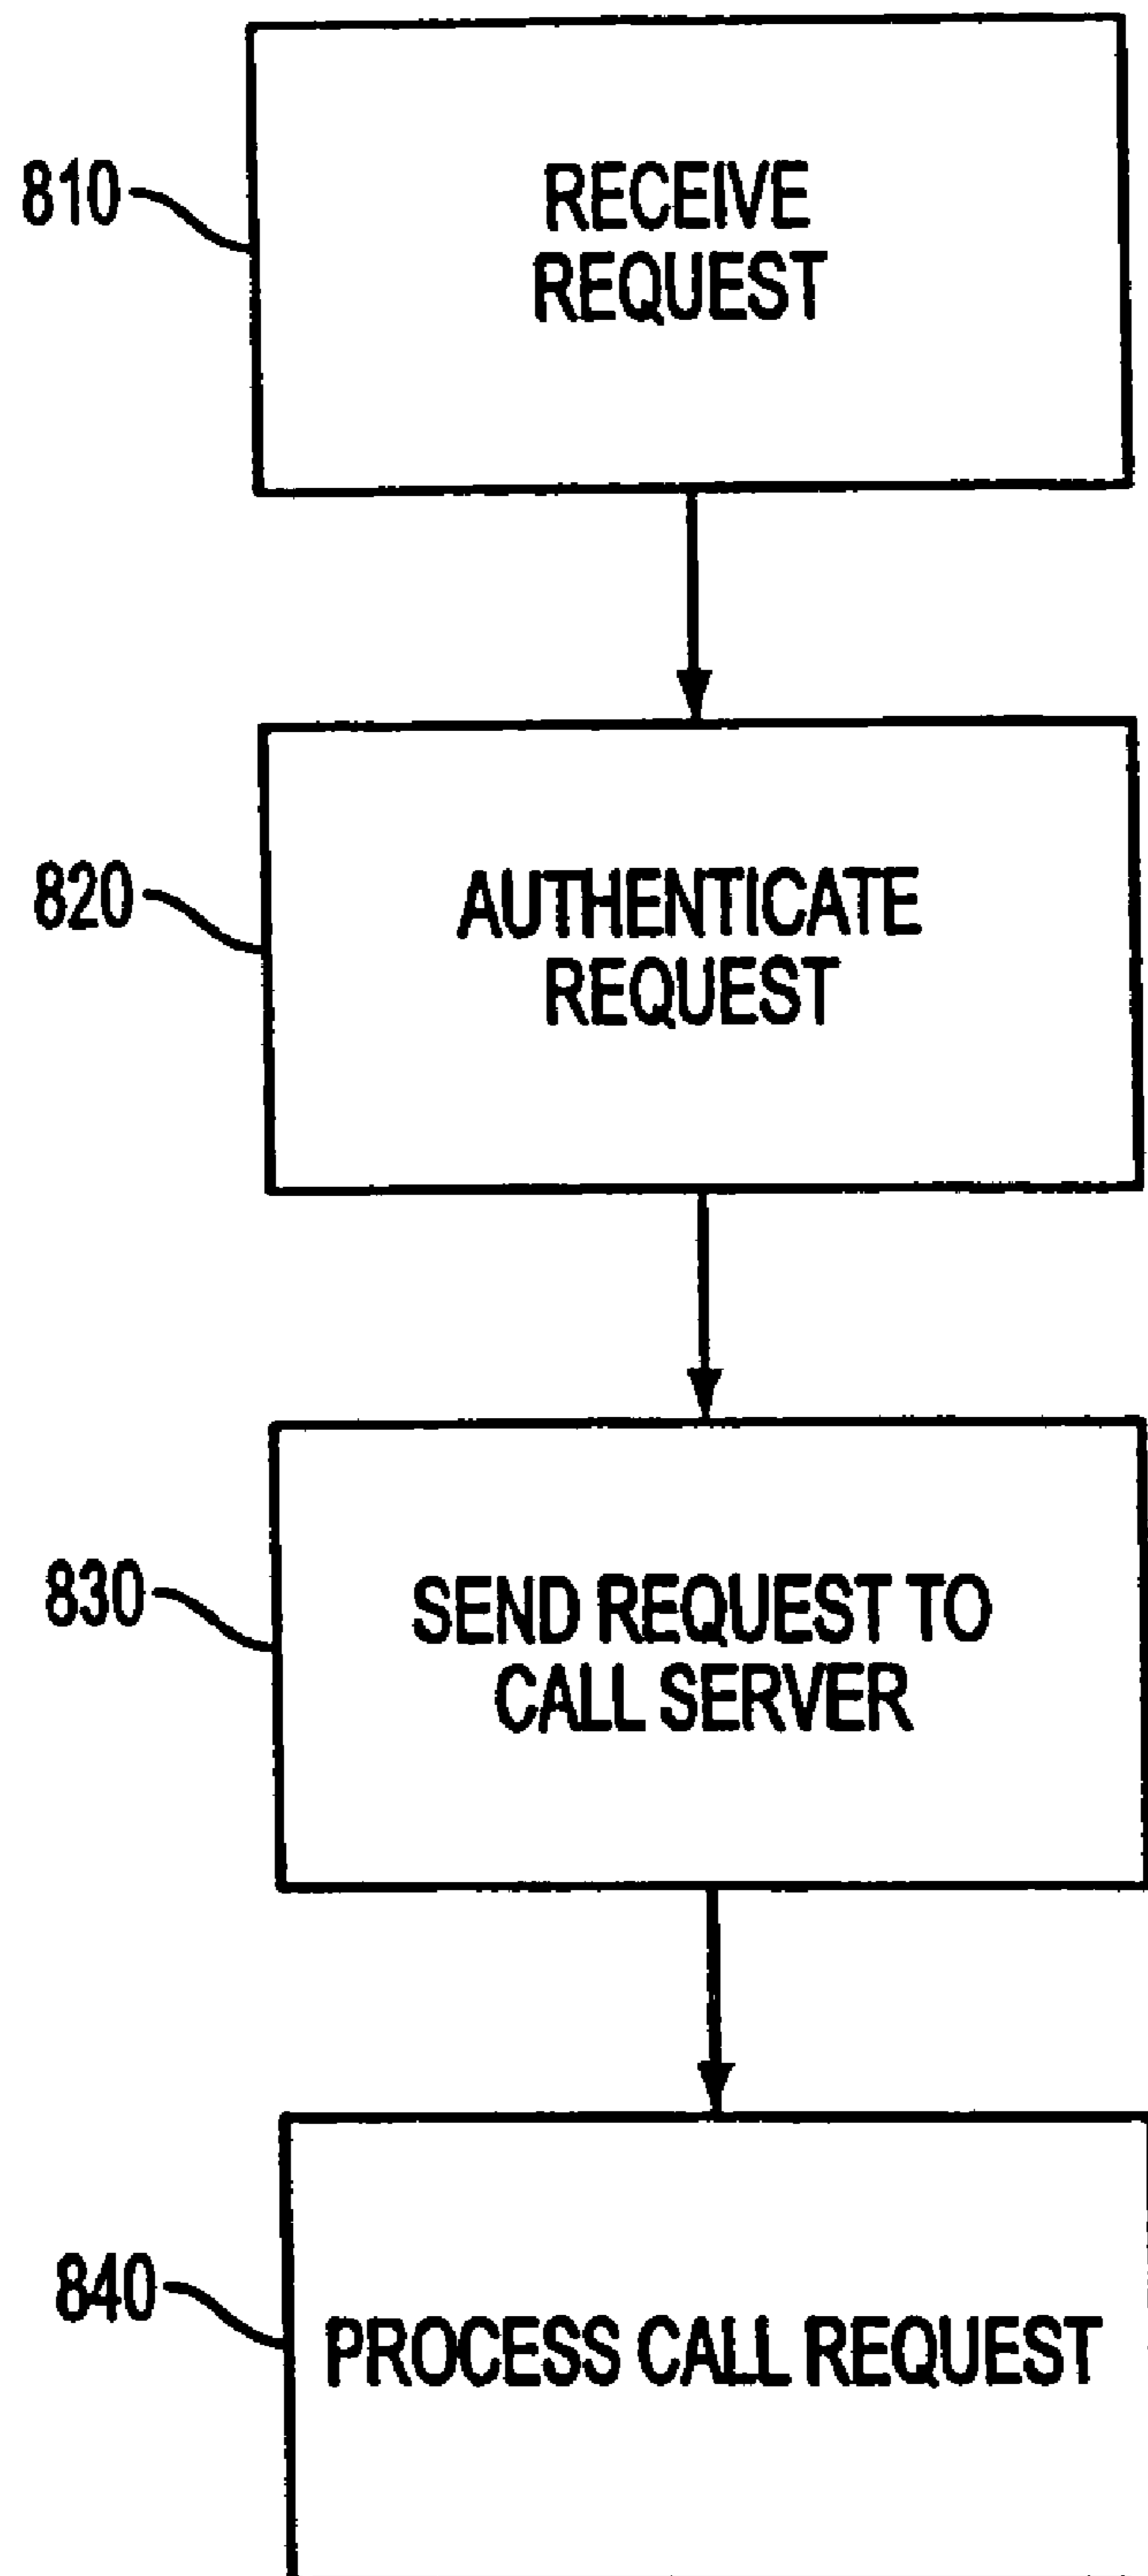 810
RECEIVE
REQUEST
820
AUTHENTICATE
REQUEST
830
SEND REQUEST TO
CALL SERVER
840
PROCESS CALL REQUEST